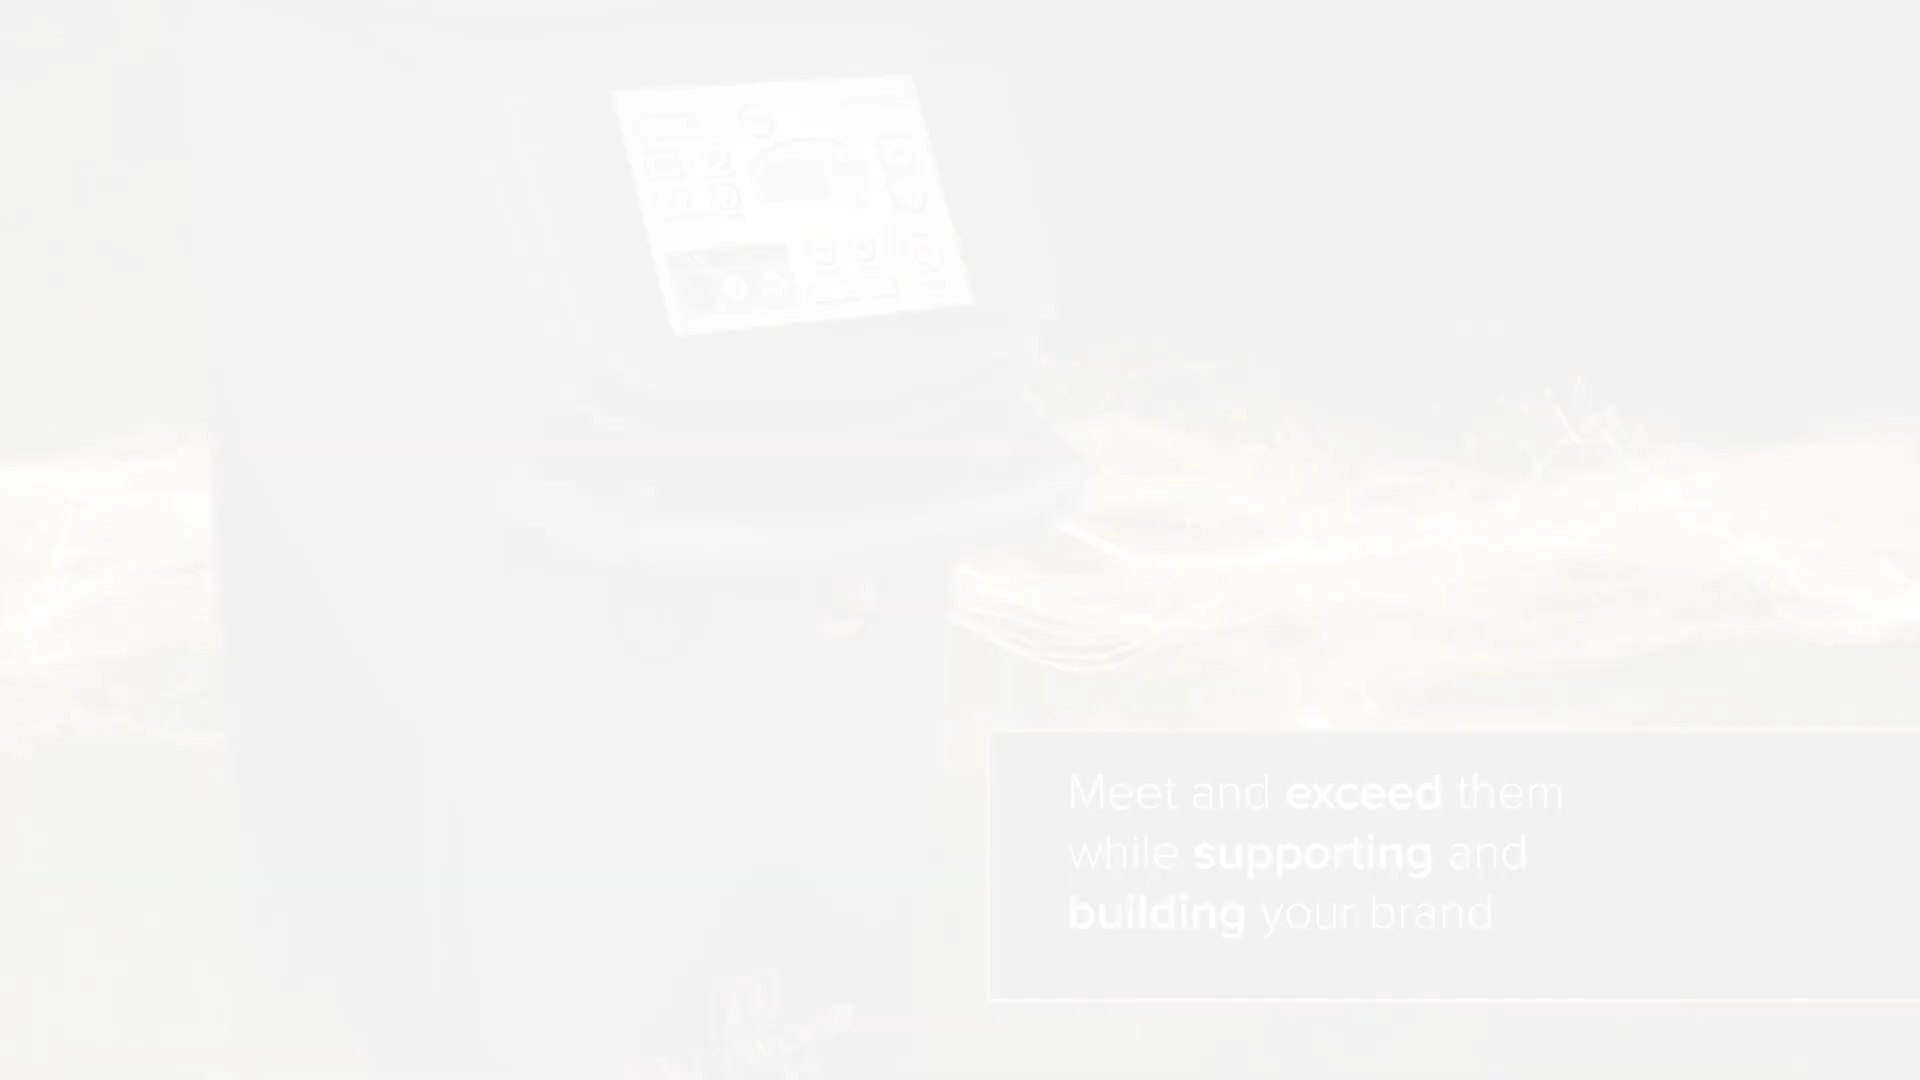 Meet and exceed them
while supporting and
building your brand